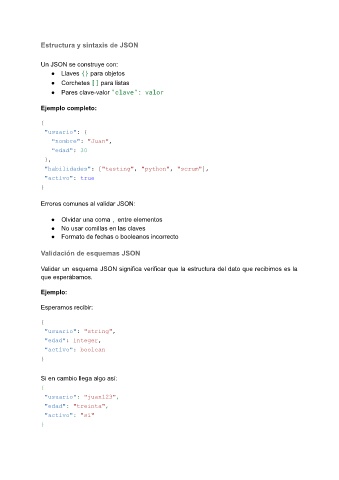 Estructura y sintaxis de JSON
Un JSON se construye con:
● Llaves {} para objetos
● Corchetes [] para listas
● Pares clave-valor "clave": valor
Ejemplo completo:
{
"usuario": {
"nombre": "Juan",
"edad": 30
},
"habilidades": ["testing", "python", "scrum"],
"activo": true
}
Errores comunes al validar JSON:
● Olvidar una coma , entre elementos
● No usar comillas en las claves
● Formato de fechas o booleanos incorrecto
Validación de esquemas JSON
Validar un esquema JSON significa verificar que la estructura del dato que recibimos es la
que esperábamos.
Ejemplo:
Esperamos recibir:
{
"usuario": "string",
"edad": integer,
"activo": boolean
}
Si en cambio llega algo así:
{
"usuario": "juan123",
"edad": "treinta",
"activo": "si"
}